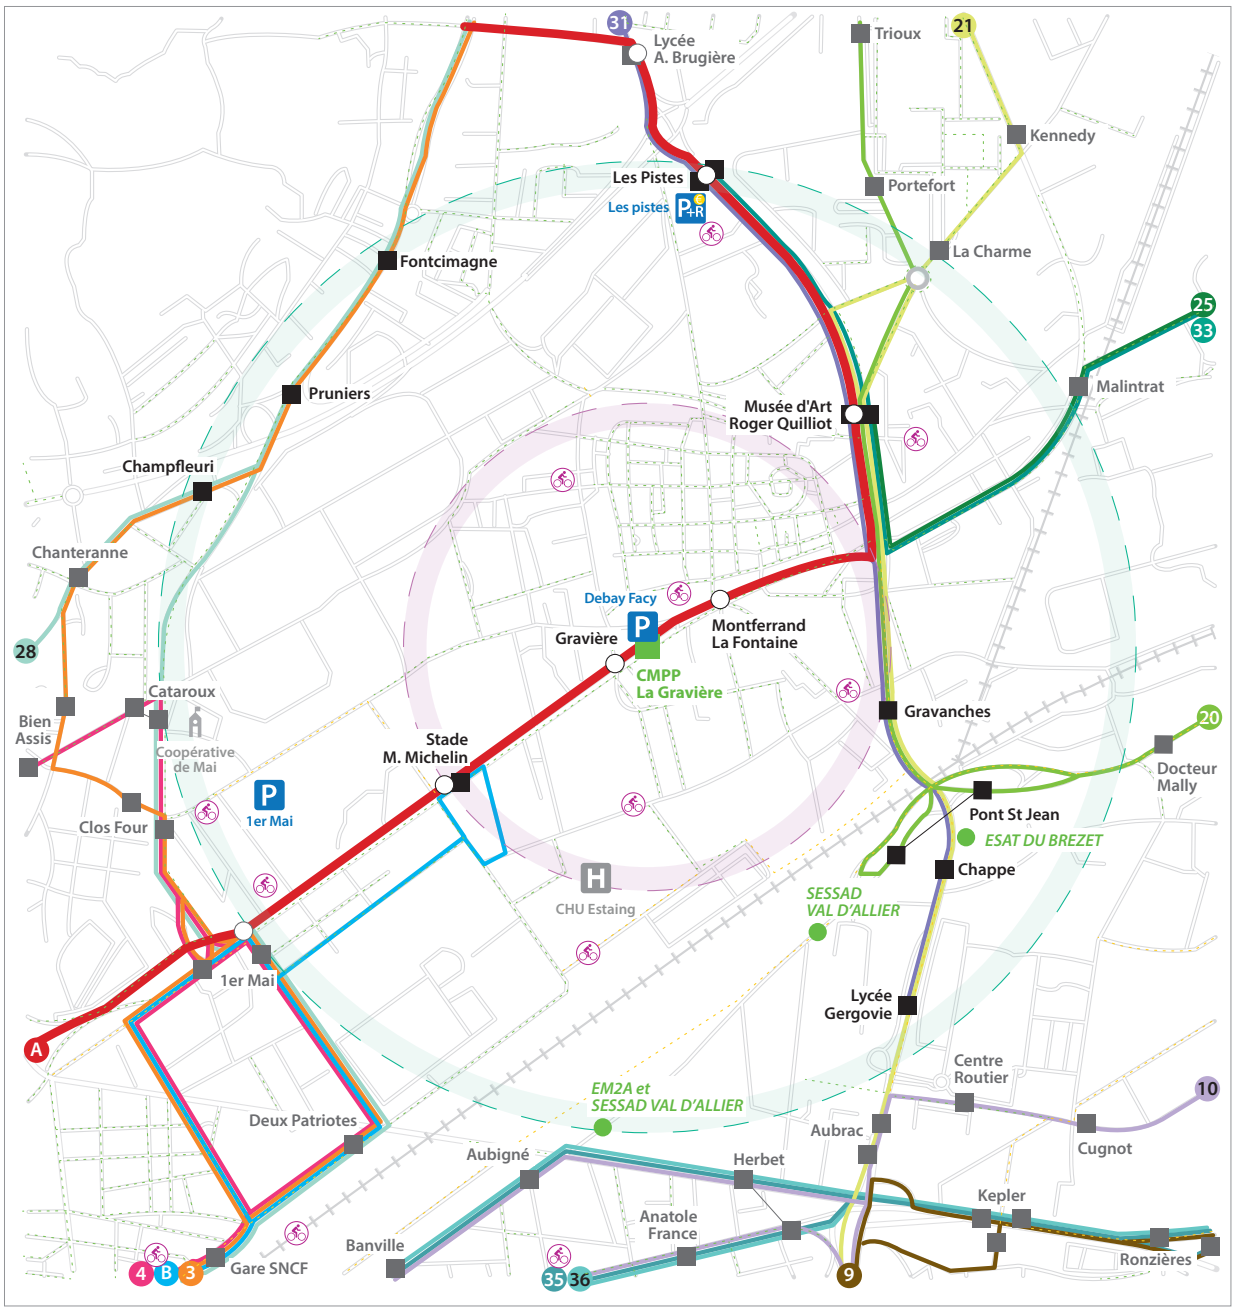 31
Lycée
A. Brugière
Trioux
21
Kennedy
Les Pistes
Les pistes
P+R
E
Portefort
La Charme
Fontcimagne
25
33
Malintrat
Pruniers
Musée d'Art
Roger Quilliot
Champfleuri
Chanteranne
28
Debay Facy
P
Gravière
Montferrand
La Fontaine
CMPP
La Gravière
Cataroux
Bien
Assis
Coopérative
de Mai
Gravanches
20
Stade
M. Michelin
Docteur
Mally
P
1er Mai
Clos Four
Pont St Jean
ESAT DU BREZET
Chappe
H
CHU Estaing
SESSAD
VAL D'ALLIER
1er Mai
Lycée
Gergovie
A
Centre
Routier
10
EM2A et
SESSAD VAL D'ALLIER
Deux Patriotes
Aubrac
Cugnot
Aubigné
Herbet
Kepler
Anatole
France
Banville
Ronzières
Gare SNCF
4
B
3
35
36
9